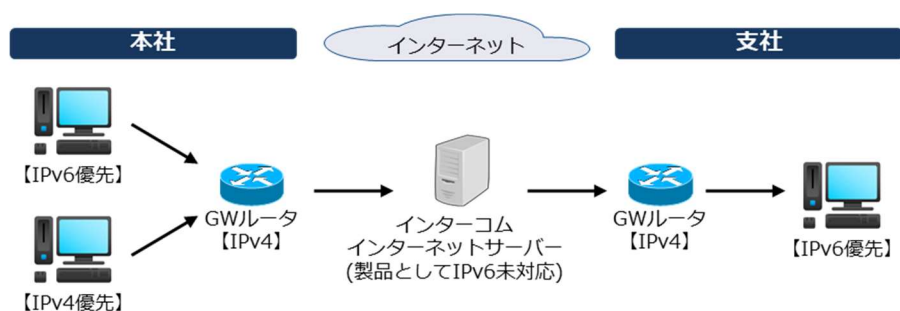 本社
インターネット
支社
【IPv6優先】
【IPv4優先】
GWルータ
【IPv4】
インターコム
インターネットサーバー
(製品としてIPv6未対応)
GWルータ
【IPv4】
【IPv6優先】